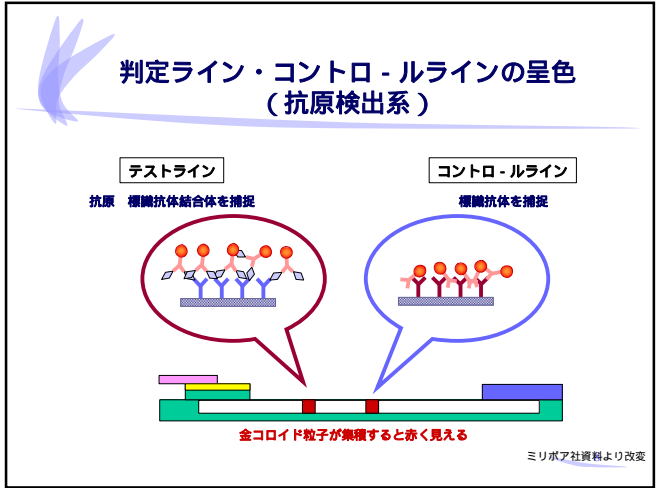 判定ライン・コントロ-ルラインの呈色
(抗原検出系)
テストライン
コントロ-ルライン
抗原 標識抗体結合体を捕捉
標識抗体を捕捉
金コロイド粒子が集積すると赤く見える
ミリポア社資料より改変